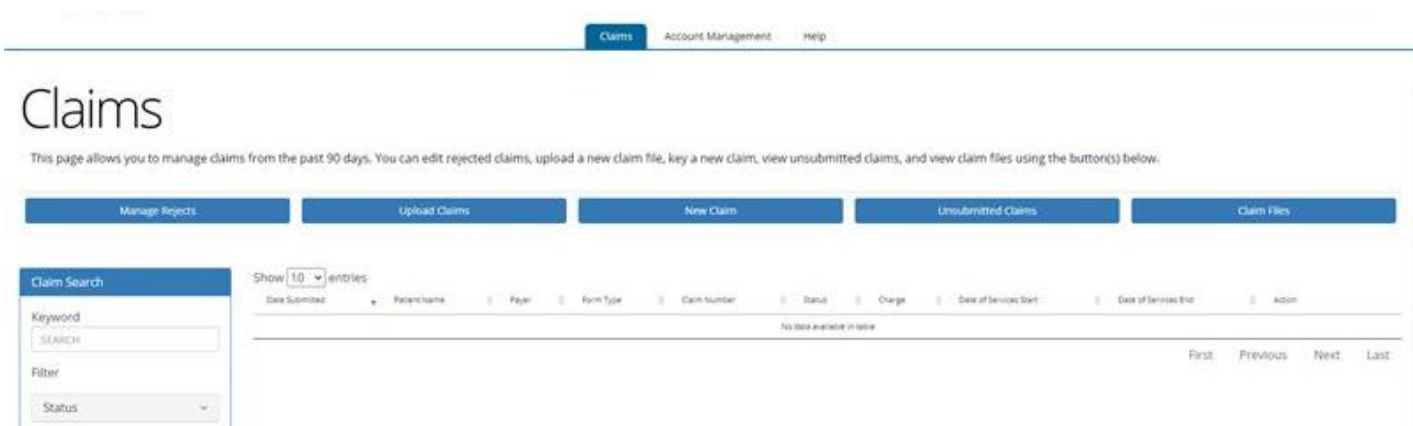 Claims Account Management Help
Claims
This page allows you to manage claims from the past 90 days. You can edit rejected claims, upload a new claim file, key a new claim, view unsubmitted claims, and view claim files using the button(s) below.
Manage Rejects Upload Claims New Claim Unsubmitted Claims Claim Files
Claim Search
Keyword
SEARCH
Filter
Status
Show 10 entries
Date Submitted Patient Name Payer Form Type Claim Number Status Charge Date of Services Start Date of Services End Action
No data available in table
First Previous Next Last